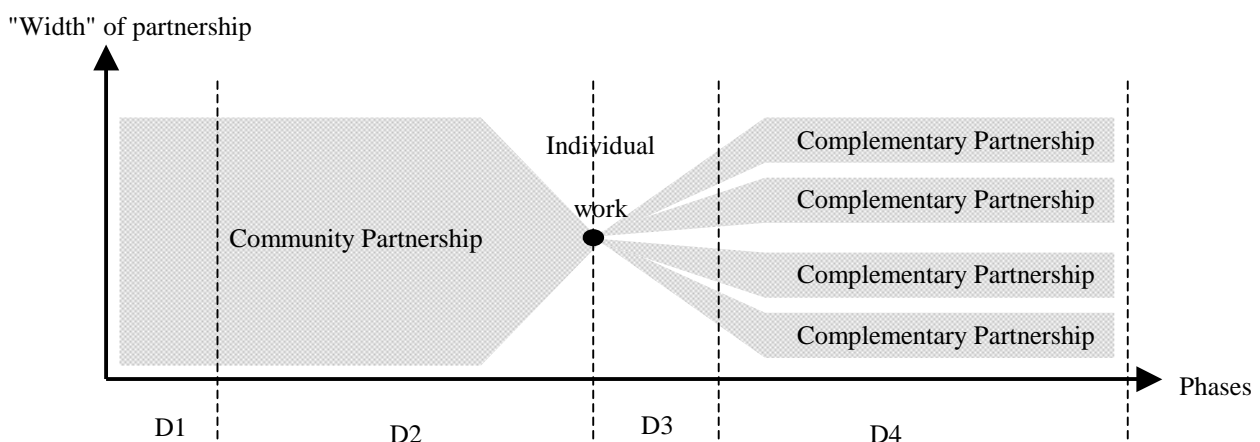 "Width" of partnership
Individual
work
Community Partnership
Complementary Partnership
Complementary Partnership
Complementary Partnership
Complementary Partnership
Phases
D1
D2
D3
D4